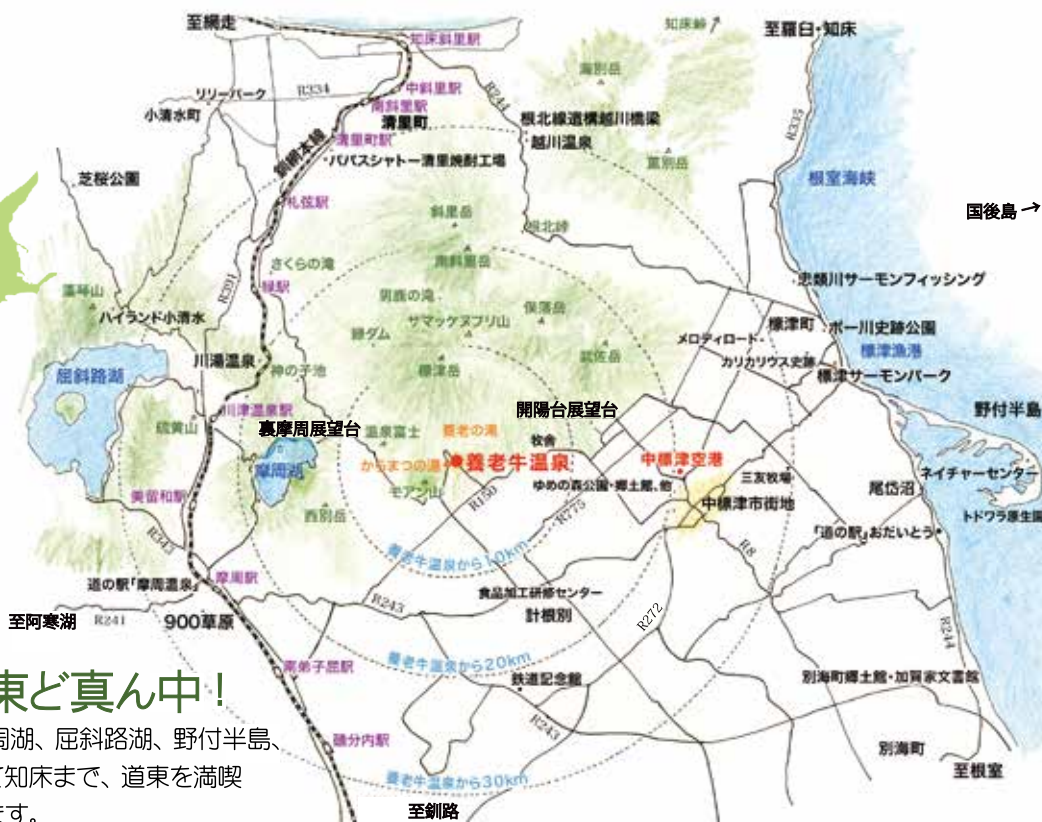 至網走
知床斜里駅
知床峠
至羅臼・知床
海別岳
R334
中斜里駅
R244
リリーパーク
南斜里駅
小清水町
清里町
根北線遺構越川橋梁
R335
清里町駅
越川温泉
釧網本線
パパスシャトー清里焼酎工場
芝桜公園
根室海峡
札弦駅
国後島→
斜里岳
根北峠
さくらの滝
南斜里岳
忠類川サーモンフィッシング
緑駅
R391
藻琴山
男鹿の滝
俣落岳
ハイランド小清水
サマッケヌプリ山
標津町
ポー川史跡公園
緑ダム
メロディロード
標津漁港
武佐岳
カリカリウス史跡
川湯温泉
標津岳
標津サーモンパーク
神の子池
屈斜路湖
川津温泉駅
開陽台展望台
野付半島
硫黄山
裏摩周展望台
温泉富士
養老の滝
牧舎
からまつの湯
養老牛温泉
中標津空港
摩周湖
ネイチャーセンター
ゆめの森公園・郷土館、他
三友牧場
尾岱沼
モアン山
美留和駅
R150
中標津市街地
トドワラ原生園
西別岳
R775
「道の駅」おだいとう
R243
R8
養老牛温泉から10km
摩周駅
道の駅「摩周温泉」
食品加工研修センター
R243
計根別
R272
至阿寒湖
R241
900草原
R244
養老牛温泉から20km
南弟子屈駅
鉄道記念館
別海町郷土館・加賀家文書館
東ど真ん中！
R243
周湖、屈斜路湖、野付半島、
磯分内駅
別海町
て知床まで、道東を満喫
至根室
養老牛温泉から30km
ます。
至釧路